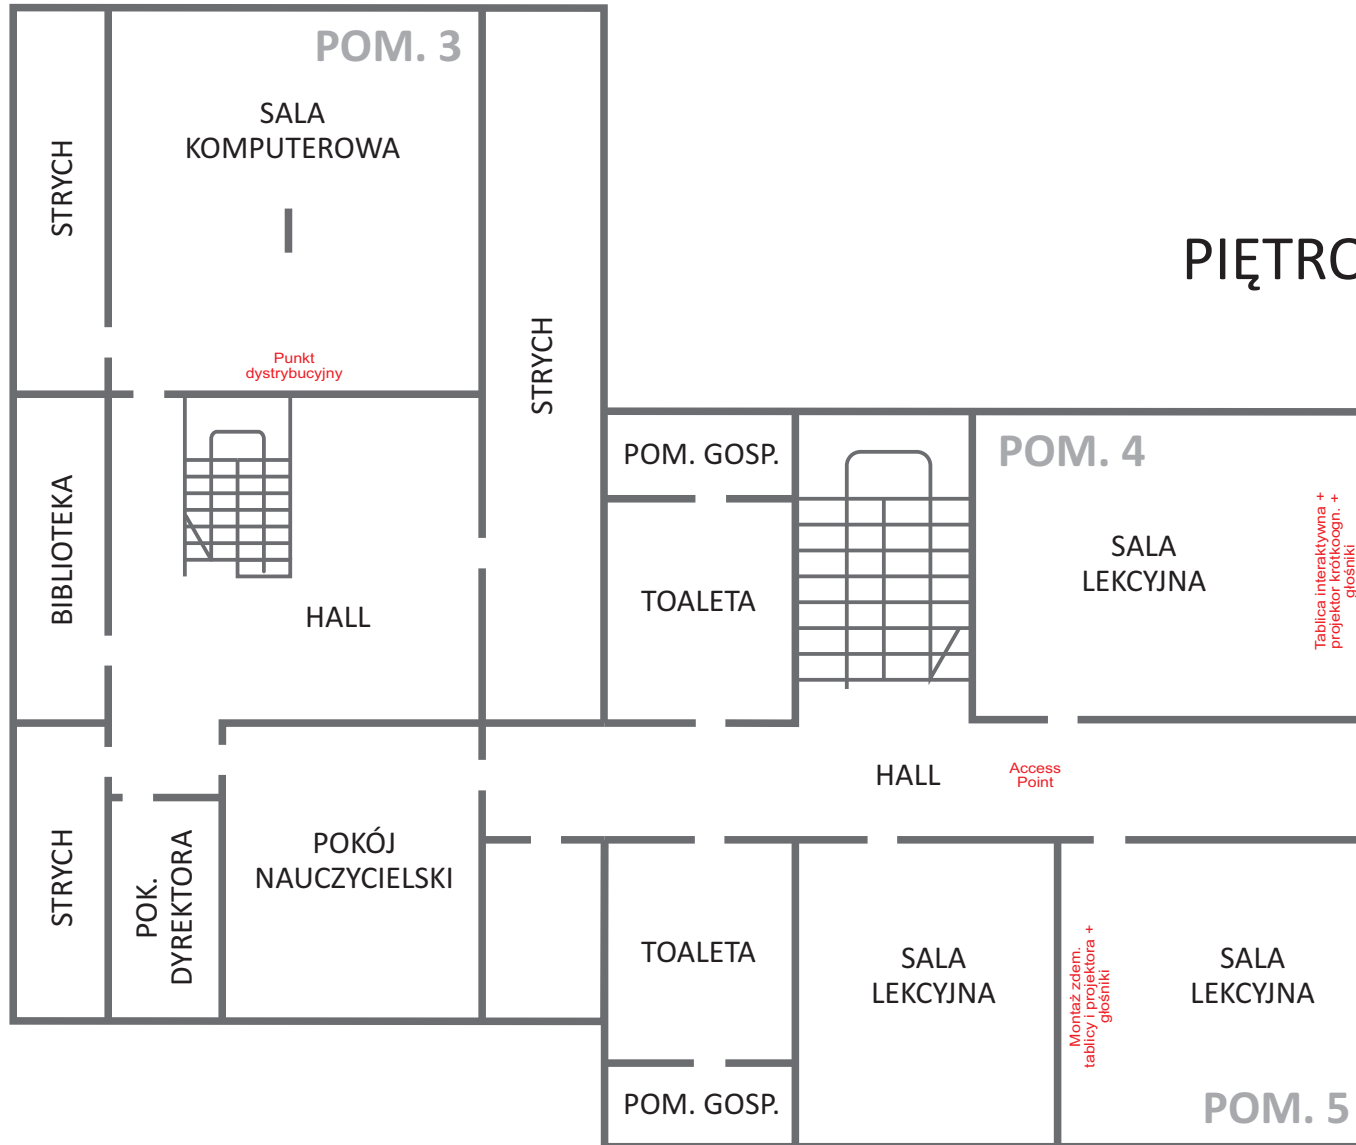 POM. 3
SALA
KOMPUTEROWA
STRYCH
PIĘTRO
STRYCH
Punkt
dystrybucyjny
POM. GOSP.
POM. 4
BIBLIOTEKA
TOALETA
SALA
LEKCYJNA
Tablica interaktywna +
projektor krótkoogn. +
głośniki
HALL
HALL
Access
Point
STRYCH
POK.
DYREKTORA
POKÓJ
NAUCZYCIELSKI
TOALETA
SALA
LEKCYJNA
Montaż zdem.
tablicy i projektora +
głośniki
SALA
LEKCYJNA
POM. GOSP.
POM. 5